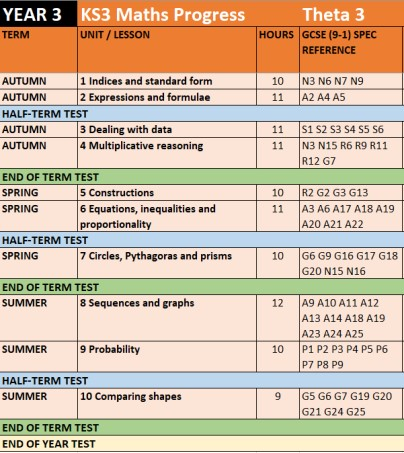 YEAR 3 KS3 Maths Progress Theta 3
TERM UNIT / LESSON HOURS GCSE (9-1) SPEC
REFERENCE
AUTUMN 1 Indices and standard form 10 N3 N6 N7 N9
AUTUMN 2 Expressions and formulae 11 A2 A4 A5
HALF-TERM TEST
AUTUMN 3 Dealing with data 11 S1 S2 S3 S4 S5 S6
AUTUMN 4 Multiplicative reasoning 11 N3 N15 R6 R9 R11
R12 G7
END OF TERM TEST
SPRING 5 Constructions 10 R2 G2 G3 G13
SPRING 6 Equations, inequalities and 11 A3 A6 A17 A18 A19
proportionality A20 A21 A22
HALF-TERM TEST
SPRING 7 Circles, Pythagoras and prisms 10 G6 G9 G16 G17 G18
G20 N15 N16
END OF TERM TEST
SUMMER 8 Sequences and graphs 12 A9 A10 A11 A12
A13 A14 A18 A19
A23 A24 A25
SUMMER 9 Probability 10 P1 P2 P3 P4 P5 P6
P7 P8 P9
HALF-TERM TEST
SUMMER 10 Comparing shapes 9 G5 G6 G7 G19 G20
G21 G24 G25
END OF TERM TEST
END OF YEAR TEST